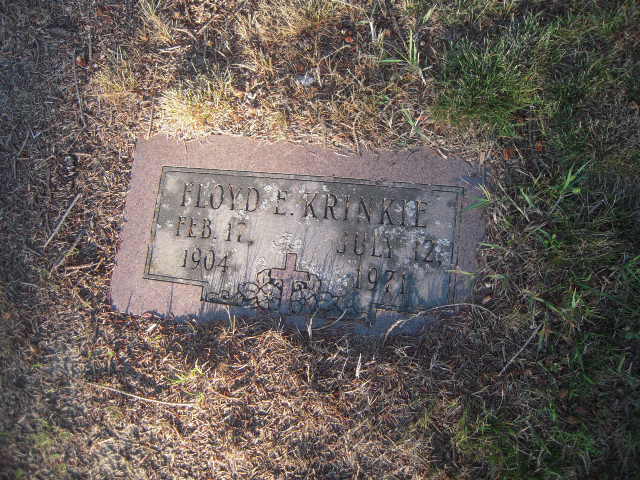 FLOYD E. KRINKIE
FEB. 17, JULY 12,
1904 1971